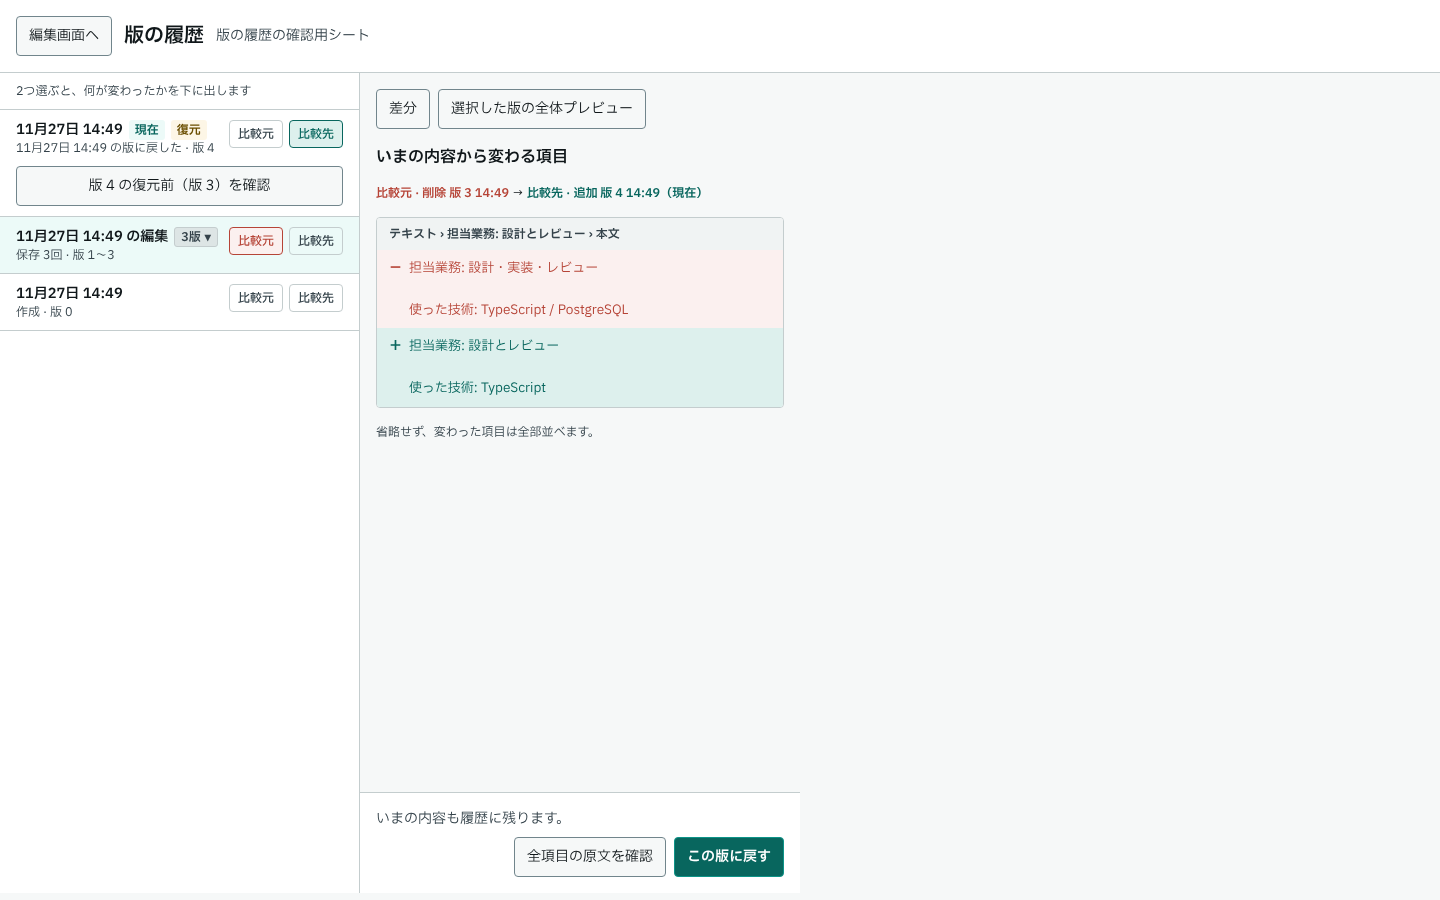 編集画面へ
版の履歴
版の履歴の確認用シート
2つ選ぶと、何が変わったかを下に出します
11月27日 14:49 現在 復元
11月27日 14:49 の版に戻した · 版 4
比較元
比較先
版 4 の復元前（版 3）を確認
11月27日 14:49 の編集 3版 ▾
保存 3回 · 版 1〜3
比較元
比較先
11月27日 14:49
作成 · 版 0
比較元
比較先
差分
選択した版の全体プレビュー
いまの内容から変わる項目
比較元 · 削除 版 3 14:49 → 比較先 · 追加 版 4 14:49（現在）
テキスト › 担当業務: 設計とレビュー › 本文
− 担当業務: 設計・実装・レビュー
使った技術: TypeScript / PostgreSQL
+ 担当業務: 設計とレビュー
使った技術: TypeScript
省略せず、変わった項目は全部並べます。
いまの内容も履歴に残ります。
全項目の原文を確認
この版に戻す